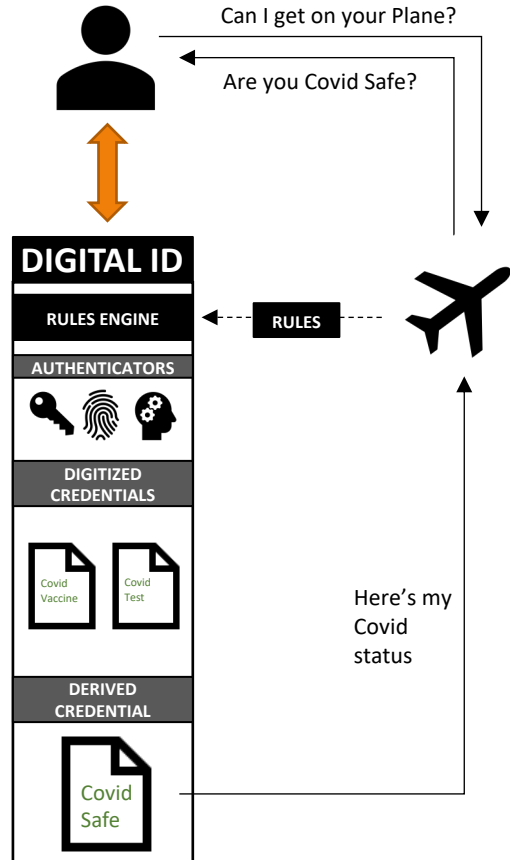 Can I get on your Plane?
Are you Covid Safe?
DIGITAL ID
RULES ENGINE
RULES
AUTHENTICATORS
DIGITIZED
CREDENTIALS
Covid
Vaccine
Covid
Test
Here's my
Covid
status
DERIVED
CREDENTIAL
Covid
Safe